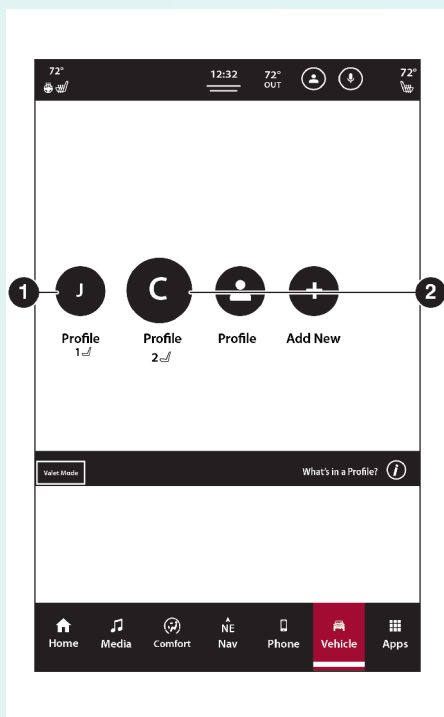 72° 12:32 72° 72°
OUT
1 J C + 2
Profile Profile Profile Add New
1 2
Valet Mode What's in a Profile? i
NE
Home Media Comfort Nav Phone Vehicle Apps